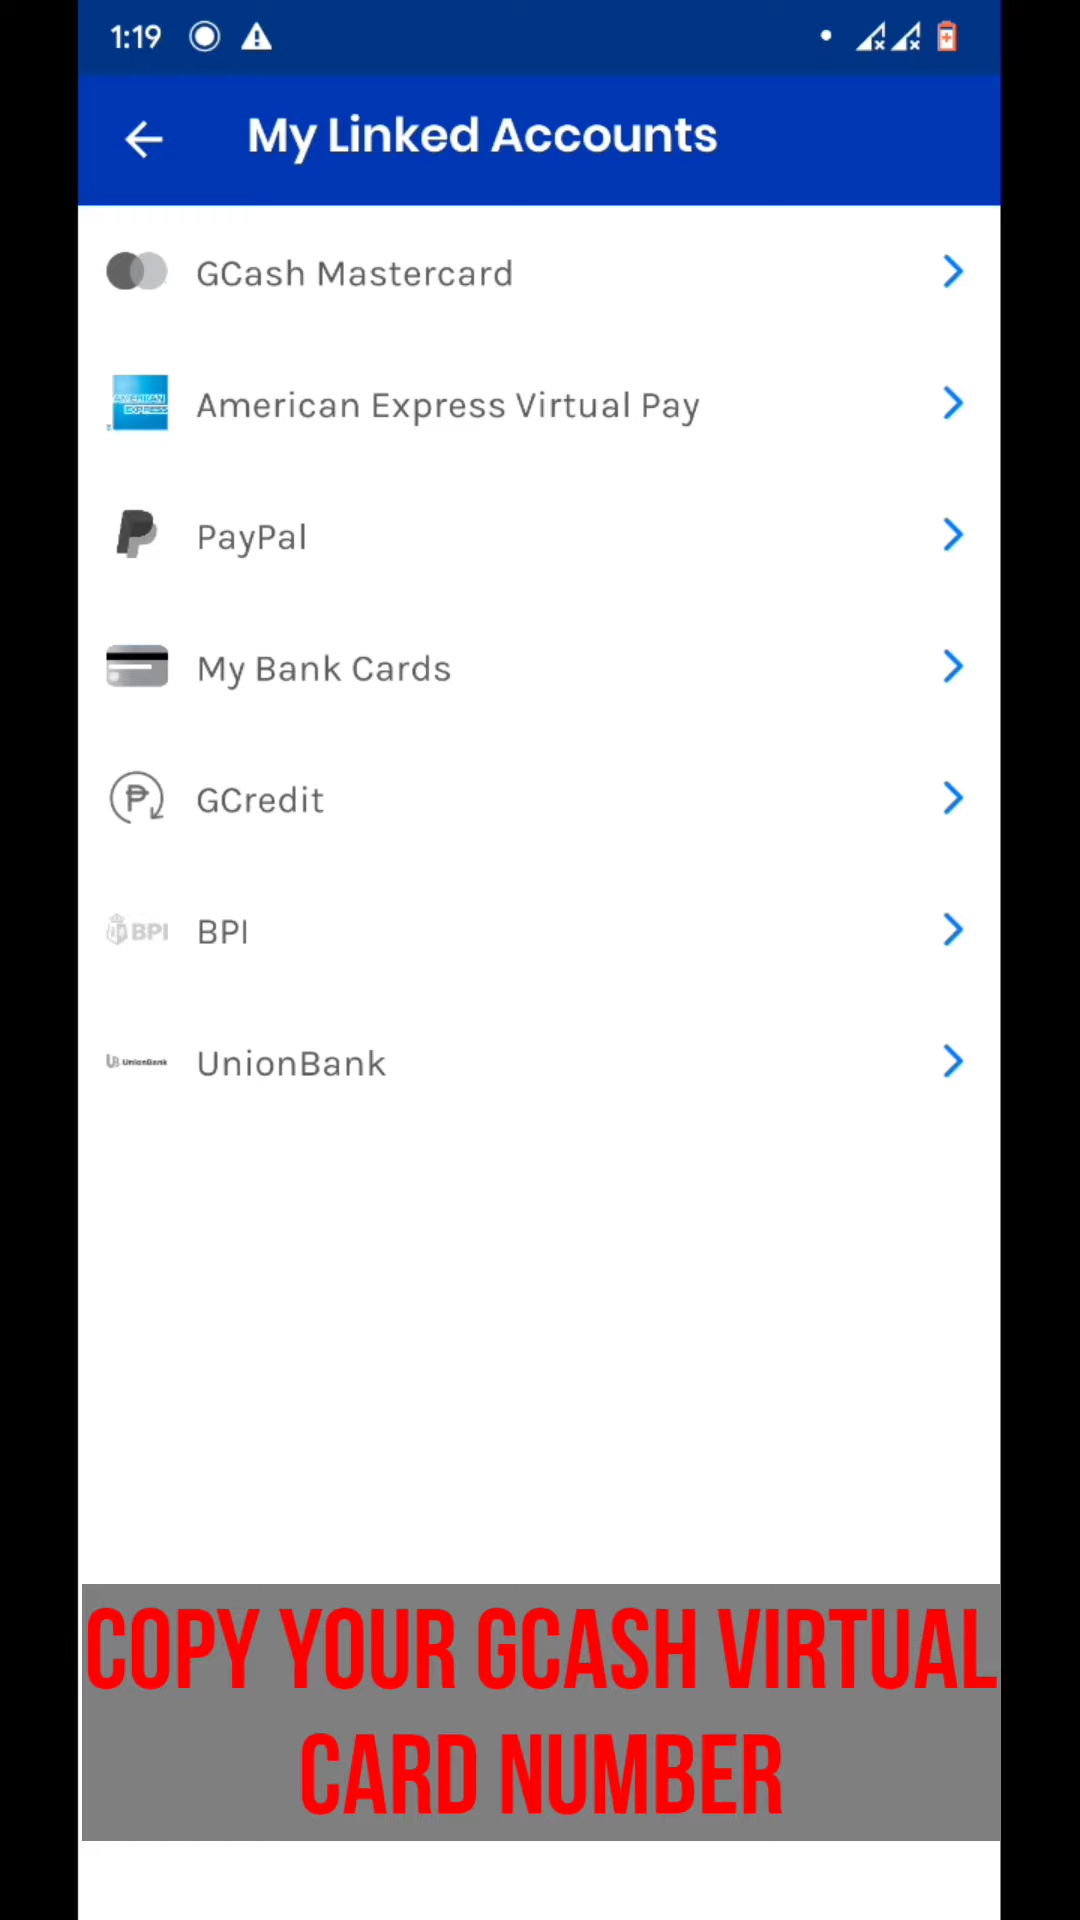 1:19
My Linked Accounts
GCash Mastercard
AMERICAN
EXPRESS
American Express Virtual Pay
PayPal
My Bank Cards
GCredit
BPI
BPI
UnionBank
UnionBank
COPY YOUR GCASH VIRTUAL
CARD NUMBER